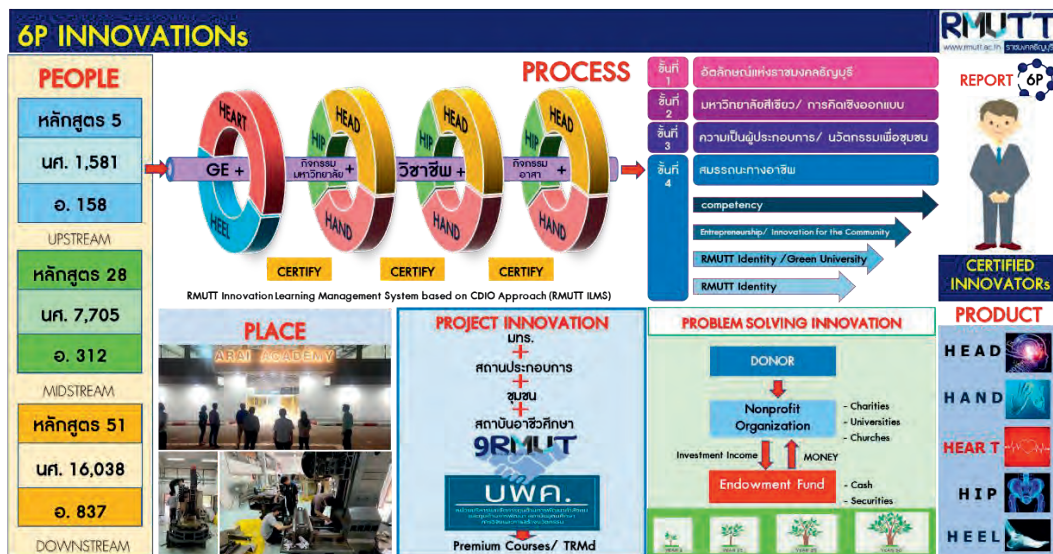 6P INNOVATIONs
RMUTT
www.rmutt.ac.th ราชมงคลธัญบุรี
PEOPLE
หลักสูตร 5
นศ. 1,581
อ. 158
UPSTREAM
หลักสูตร 28
นศ. 7,705
อ. 312
MIDSTREAM
หลักสูตร 51
นศ. 16,038
อ. 837
DOWNSTREAM
PROCESS
HEART
HEEL
GE +
HIP
HEAD
HAND
กิจกรรม
มหาวิทยาลัย +
HIP
HEAD
HAND
วิชาชีพ +
HIP
HEAD
HAND
กิจกรรม
อาสา +
CERTIFY
CERTIFY
CERTIFY
RMUTT Innovation Learning Management System based on CDIO Approach (RMUTT ILMS)
ขั้นที่
1
อัตลักษณ์แห่งราชมงคลธัญบุรี
ขั้นที่
2
มหาวิทยาลัยสีเขียว/ การคิดเชิงออกแบบ
ขั้นที่
3
ความเป็นผู้ประกอบการ/ นวัตกรรมเพื่อชุมชน
ขั้นที่
4
สมรรถนะทางอาชีพ
competency
Entrepreneurship/ Innovation for the Community
RMUTT Identity /Green University
RMUTT Identity
REPORT 6P
CERTIFIED
INNOVATORs
PLACE
ABAI ACADEMY
PROJECT INNOVATION
มทร.
+
สถานประกอบการ
+
ชุมชน
+
สถาบันอาชีวศึกษา
9RMUT
บพค.
Premium Courses/ TRMd
PROBLEM SOLVING INNOVATION
DONOR
Nonprofit
Organization
- Charities
- Universities
- Churches
Investment Income
MONEY
Endowment Fund
- Cash
- Securities
PRODUCT
HEAD
HAND
HEART
HIP
HEEL